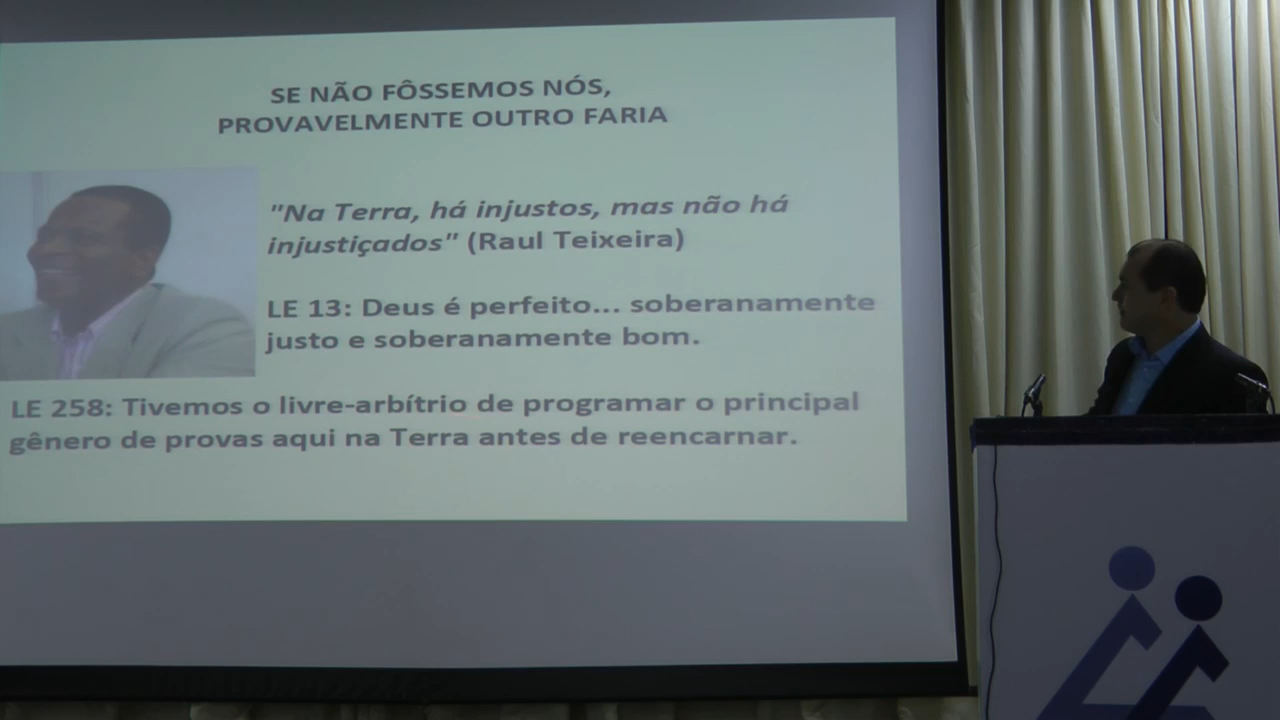 SE NÃO FÔSSEMOS NÓS,
PROVAVELMENTE OUTRO FARIA
"Na Terra, há injustos, mas não há
injustiçados" (Raul Teixeira)
LE 13: Deus é perfeito... soberanamente
justo e soberanamente bom.
LE 258: Tivemos o livre-arbítrio de programar o principal
gênero de provas aqui na Terra antes de reencarnar.